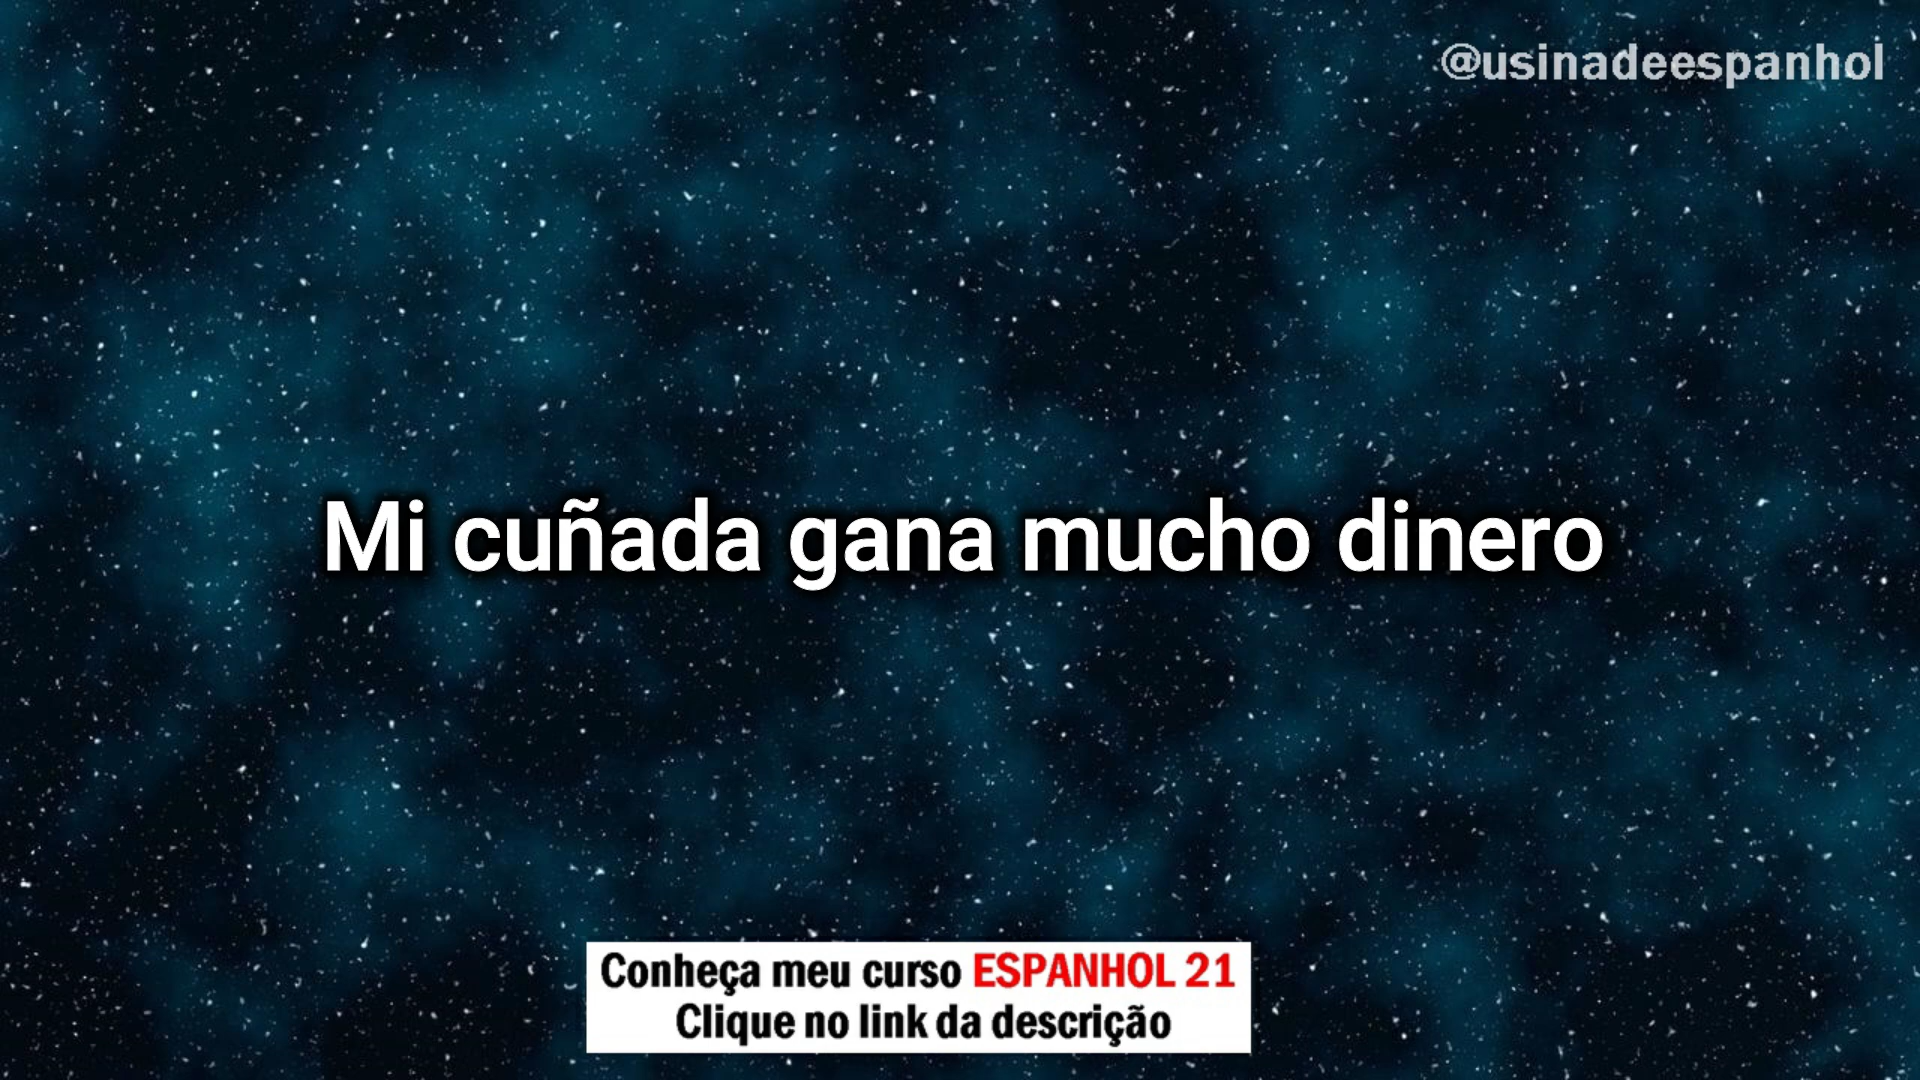 @usinadeespanhol
Mi cuñada gana mucho dinero
Conheça meu curso ESPANHOL 21
Clique no link da descrição